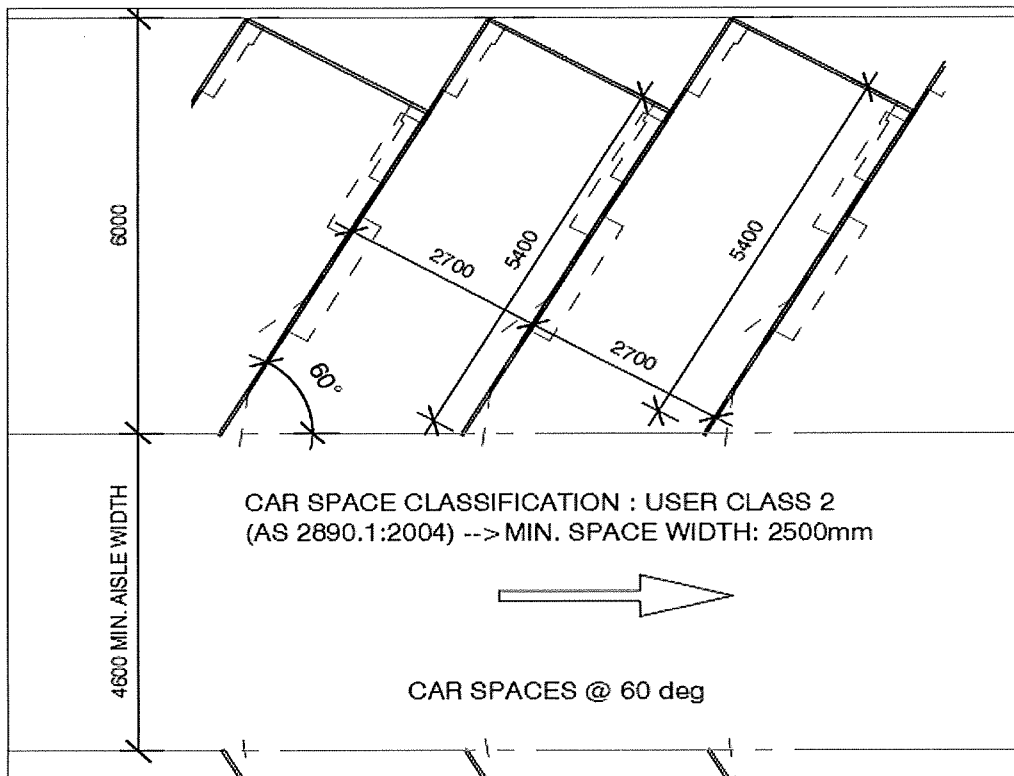 6000
2700
5400
5400
2700
60°
4600 MIN. AISLE WIDTH
CAR SPACE CLASSIFICATION : USER CLASS 2
(AS 2890.1:2004) -->MIN. SPACE WIDTH: 2500mm
CAR SPACES @ 60 deg